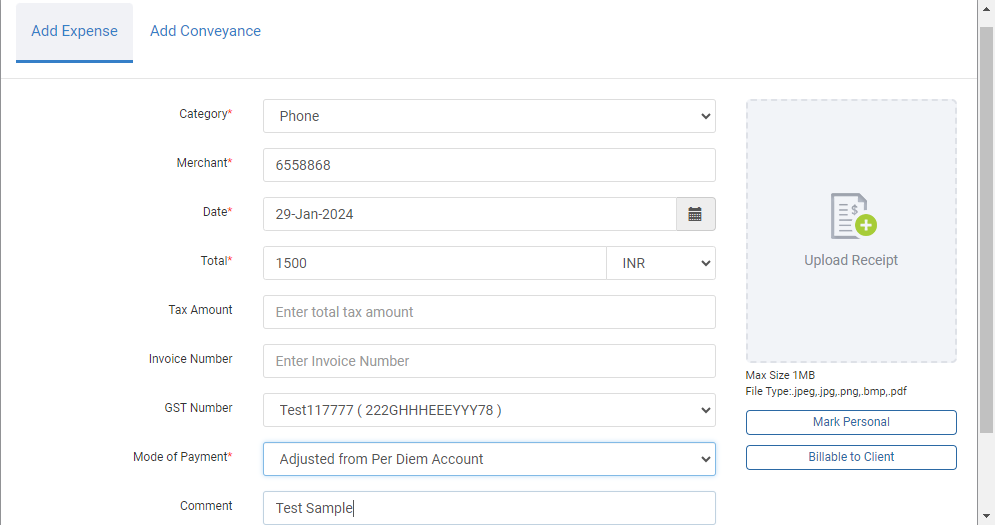 Add Expense Add Conveyance
Category* Phone
Merchant* 6558868
Date* 29-Jan-2024
Total* 1500 INR
Tax Amount Enter total tax amount
Invoice Number Enter Invoice Number
GST Number Test117777 ( 222GHHHEEEYYY78 )
Mode of Payment* Adjusted from Per Diem Account
Comment Test Sample
$
Upload Receipt
Max Size 1MB
File Type:.jpeg,.jpg,.png,.bmp,.pdf
Mark Personal
Billable to Client